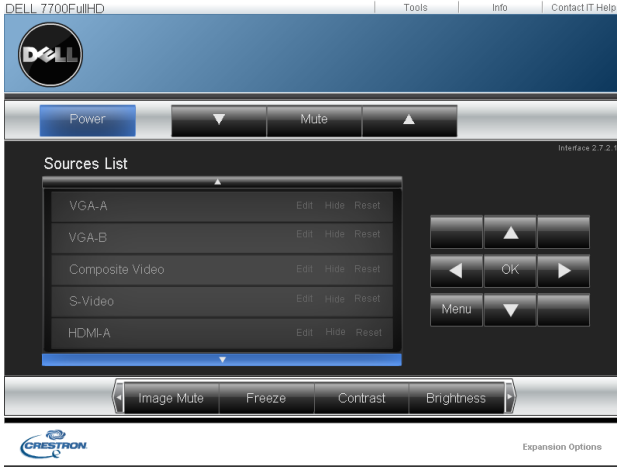 DELL 7700FullHD Tools Info Contact IT Help
DELL
Power Mute
Interface 2.7.2.1
Sources List
VGA-A Edit Hide Reset
VGA-B Edit Hide Reset
Composite Video Edit Hide Reset
S-Video Edit Hide Reset
HDMI-A Edit Hide Reset
OK
Menu
Image Mute Freeze Contrast Brightness
CRESTRON Expansion Options